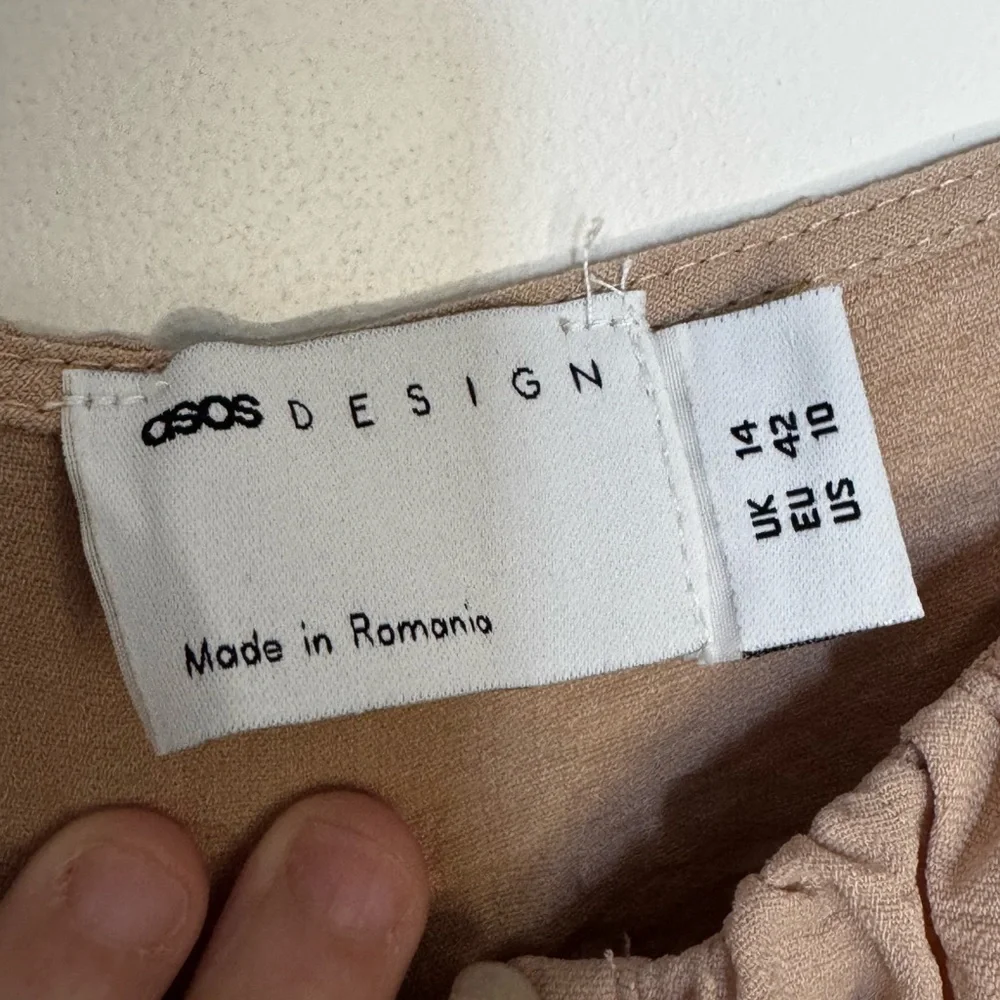 asos DESIGN
Made in Romania
UK 14
EU 42
US 10